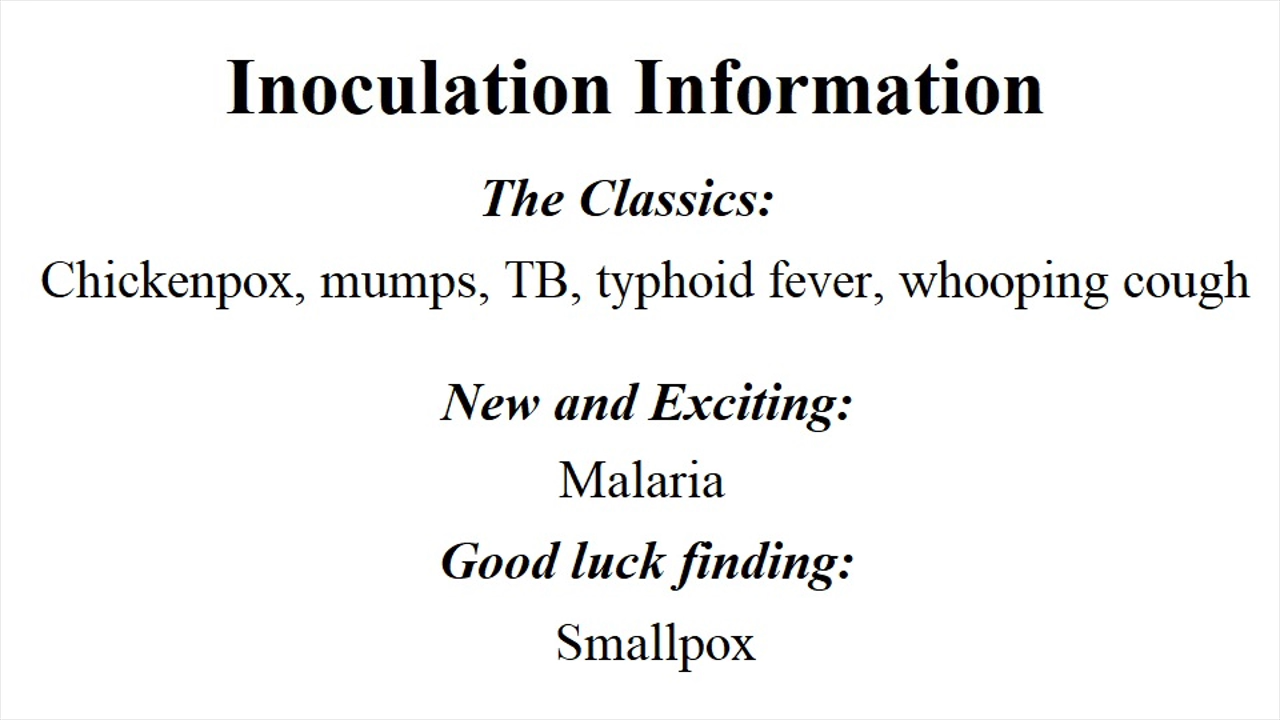 Inoculation Information
The Classics:
Chickenpox, mumps, TB, typhoid fever, whooping cough
New and Exciting:
Malaria
Good luck finding:
Smallpox